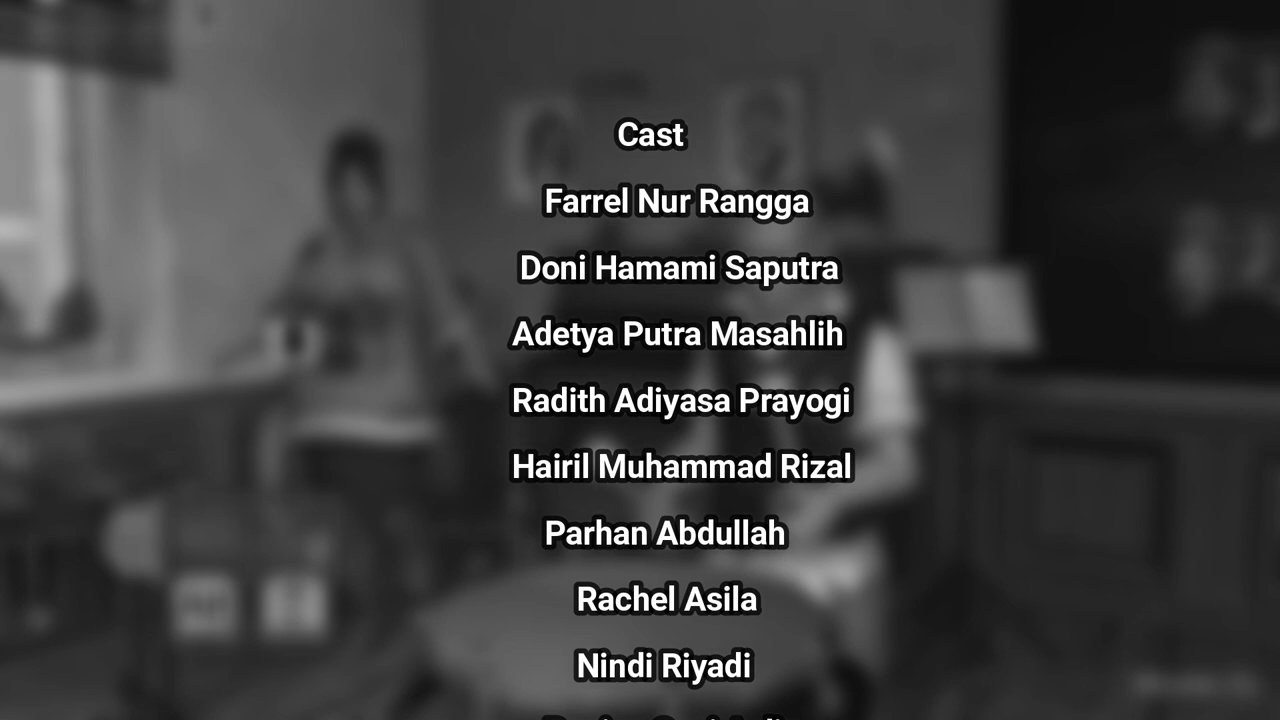 Cast
Farrel Nur Rangga
Doni Hamami Saputra
Adetya Putra Masahlih
Radith Adiyasa Prayogi
Hairil Muhammad Rizal
Parhan Abdullah
Rachel Asila
Nindi Riyadi